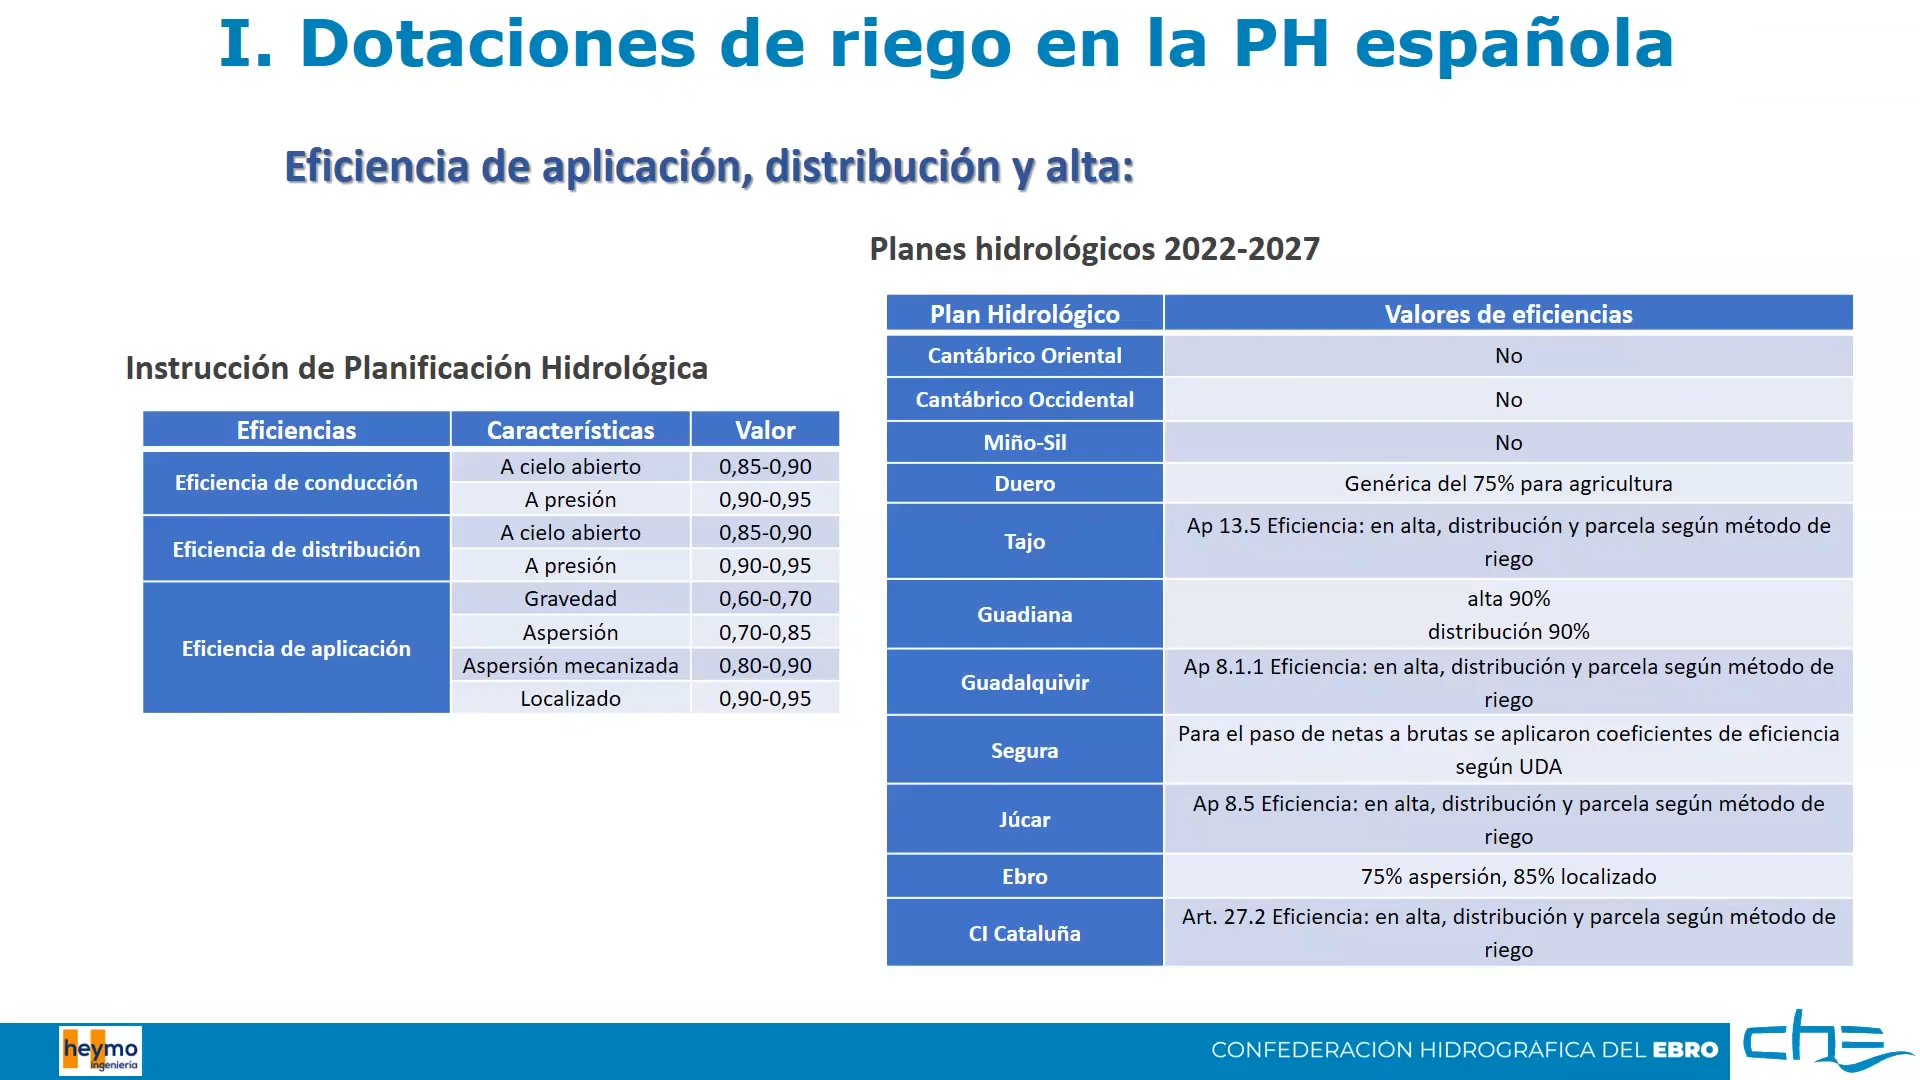 I. Dotaciones de riego en la PH española
Eficiencia de aplicación, distribución y alta:
Instrucción de Planificación Hidrológica
Eficiencias Características Valor
Eficiencia de conducción A cielo abierto 0,85-0,90
A presión 0,90-0,95
Eficiencia de distribución A cielo abierto 0,85-0,90
A presión 0,90-0,95
Eficiencia de aplicación Gravedad 0,60-0,70
Aspersión 0,70-0,85
Aspersión mecanizada 0,80-0,90
Localizado 0,90-0,95
Planes hidrológicos 2022-2027
Plan Hidrológico Valores de eficiencias
Cantábrico Oriental No
Cantábrico Occidental No
Miño-Sil No
Duero Genérica del 75% para agricultura
Tajo Ap 13.5 Eficiencia: en alta, distribución y parcela según método de
riego
Guadiana alta 90%
distribución 90%
Guadalquivir Ap 8.1.1 Eficiencia: en alta, distribución y parcela según método de
riego
Segura Para el paso de netas a brutas se aplicaron coeficientes de eficiencia
según UDA
Júcar Ap 8.5 Eficiencia: en alta, distribución y parcela según método de
riego
Ebro 75% aspersión, 85% localizado
CI Cataluña Art. 27.2 Eficiencia: en alta, distribución y parcela según método de
riego
heymo
ingeniería
CONFEDERACIÓN HIDROGRÁFICA DEL EBRO
che